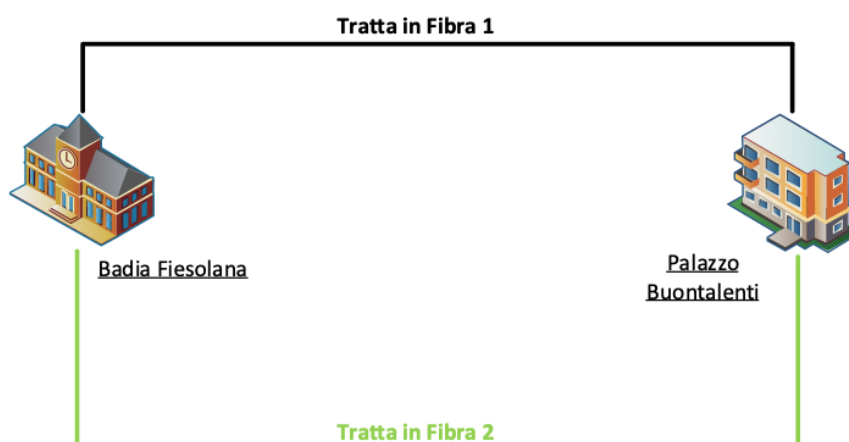 Tratta in Fibra 1
Badia Fiesolana
Palazzo
Buontalenti
Tratta in Fibra 2